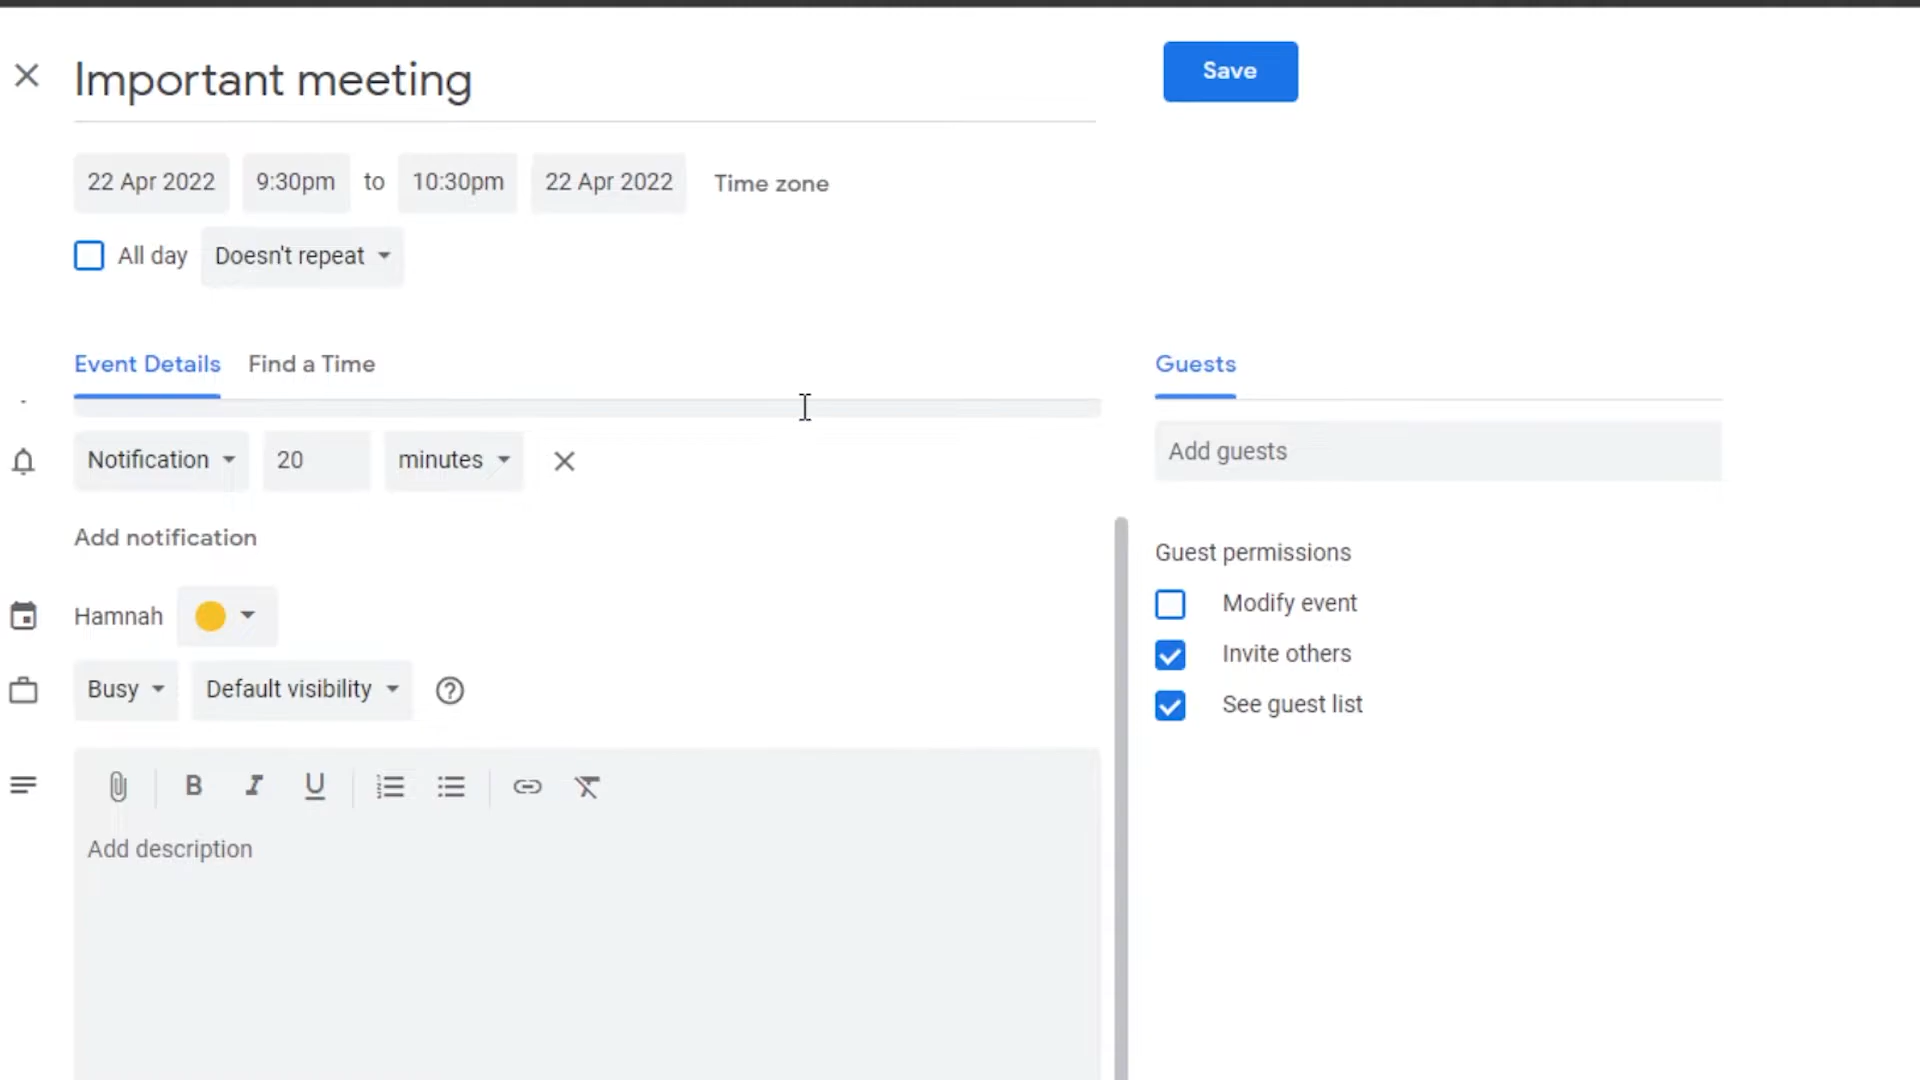 Important meeting
Save
22 Apr 2022 9:30pm to 10:30pm 22 Apr 2022 Time zone
All day Doesn't repeat
Event Details Find a Time
Guests
Notification 20 minutes
Add guests
Add notification
Guest permissions
Modify event
Hamnah
Invite others
Busy Default visibility
See guest list
B I U
Add description